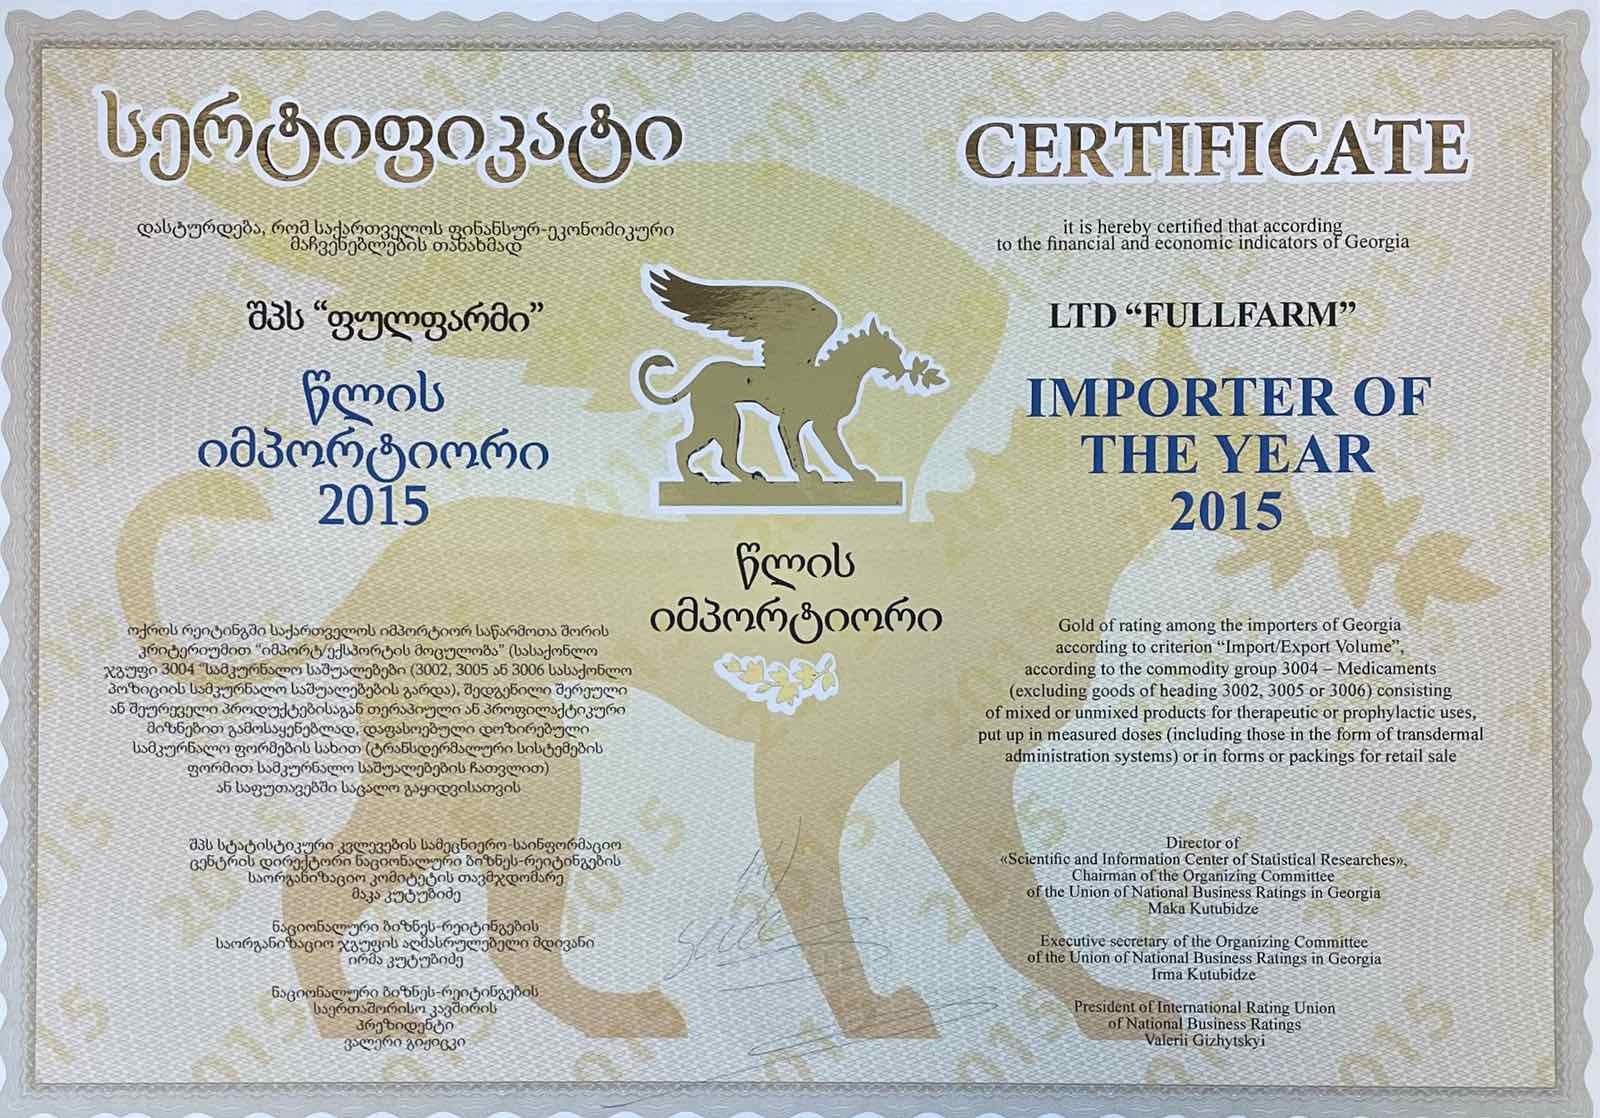 სერტიფიკატი
დასტურდება, რომ საქართველოს ფინანსურ-ეკონომიკური
მაჩვენებლების თანახმად
შპს “ფულფარმი”
წლის
იმპორტიორი
2015
ოქროს რეიტინგში საქართველოს იმპორტიორ საწარმოთა შორის
კრიტერიუმით "იმპორტ/ექსპორტის მოცულობა" (სასაქონლო
ჯგუფი 3004 "სამკურნალო საშუალებები (3002, 3005 ან 3006 სასაქონლო
პოზიციის სამკურნალო საშუალებების გარდა), შედგენილი შერეული
ან შეურეველი პროდუქტებისაგან თერაპიული ან პროფილაქტიკური
მიზნებით გამოსაყენებლად, დაფასოებული დოზირებული
სამკურნალო ფორმების სახით (ტრანსდერმალური სისტემების
ფორმით სამკურნალო საშუალებების ჩათვლით)
ან საფუთავებში საცალო გაყიდვისათვის
შპს სტატისტიკური კვლევების სამეცნიერო-საინფორმაციო
ცენტრის დირექტორი ნაციონალური ბიზნეს-რეიტინგების
საორგანიზაციო კომიტეტის თავმჯდომარე
მაკა კუტუბიძე
ნაციონალური ბიზნეს-რეიტინგების
საორგანიზაციო ჯგუფის აღმასრულებელი მდივანი
ირმა კუტუბიძე
ნაციონალური ბიზნეს-რეიტინგების
საერთაშორისო კავშირის
პრეზიდენტი
ვალერი გიჟიცკი
წლის
იმპორტიორი
CERTIFICATE
it is hereby certified that according
to the financial and economic indicators of Georgia
LTD “FULLFARM”
IMPORTER OF
THE YEAR
2015
Gold of rating among the importers of Georgia
according to criterion “Import/Export Volume”,
according to the commodity group 3004 – Medicaments
(excluding goods of heading 3002, 3005 or 3006) consisting
of mixed or unmixed products for therapeutic or prophylactic uses,
put up in measured doses (including those in the form of transdermal
administration systems) or in forms or packings for retail sale
Director of
«Scientific and Information Center of Statistical Researches»,
Chairman of the Organizing Committee
of the Union of National Business Ratings in Georgia
Maka Kutubidze
Executive secretary of the Organizing Committee
of the Union of National Business Ratings in Georgia
Irma Kutubidze
President of International Rating Union
of National Business Ratings
Valerii Gizhytskyi